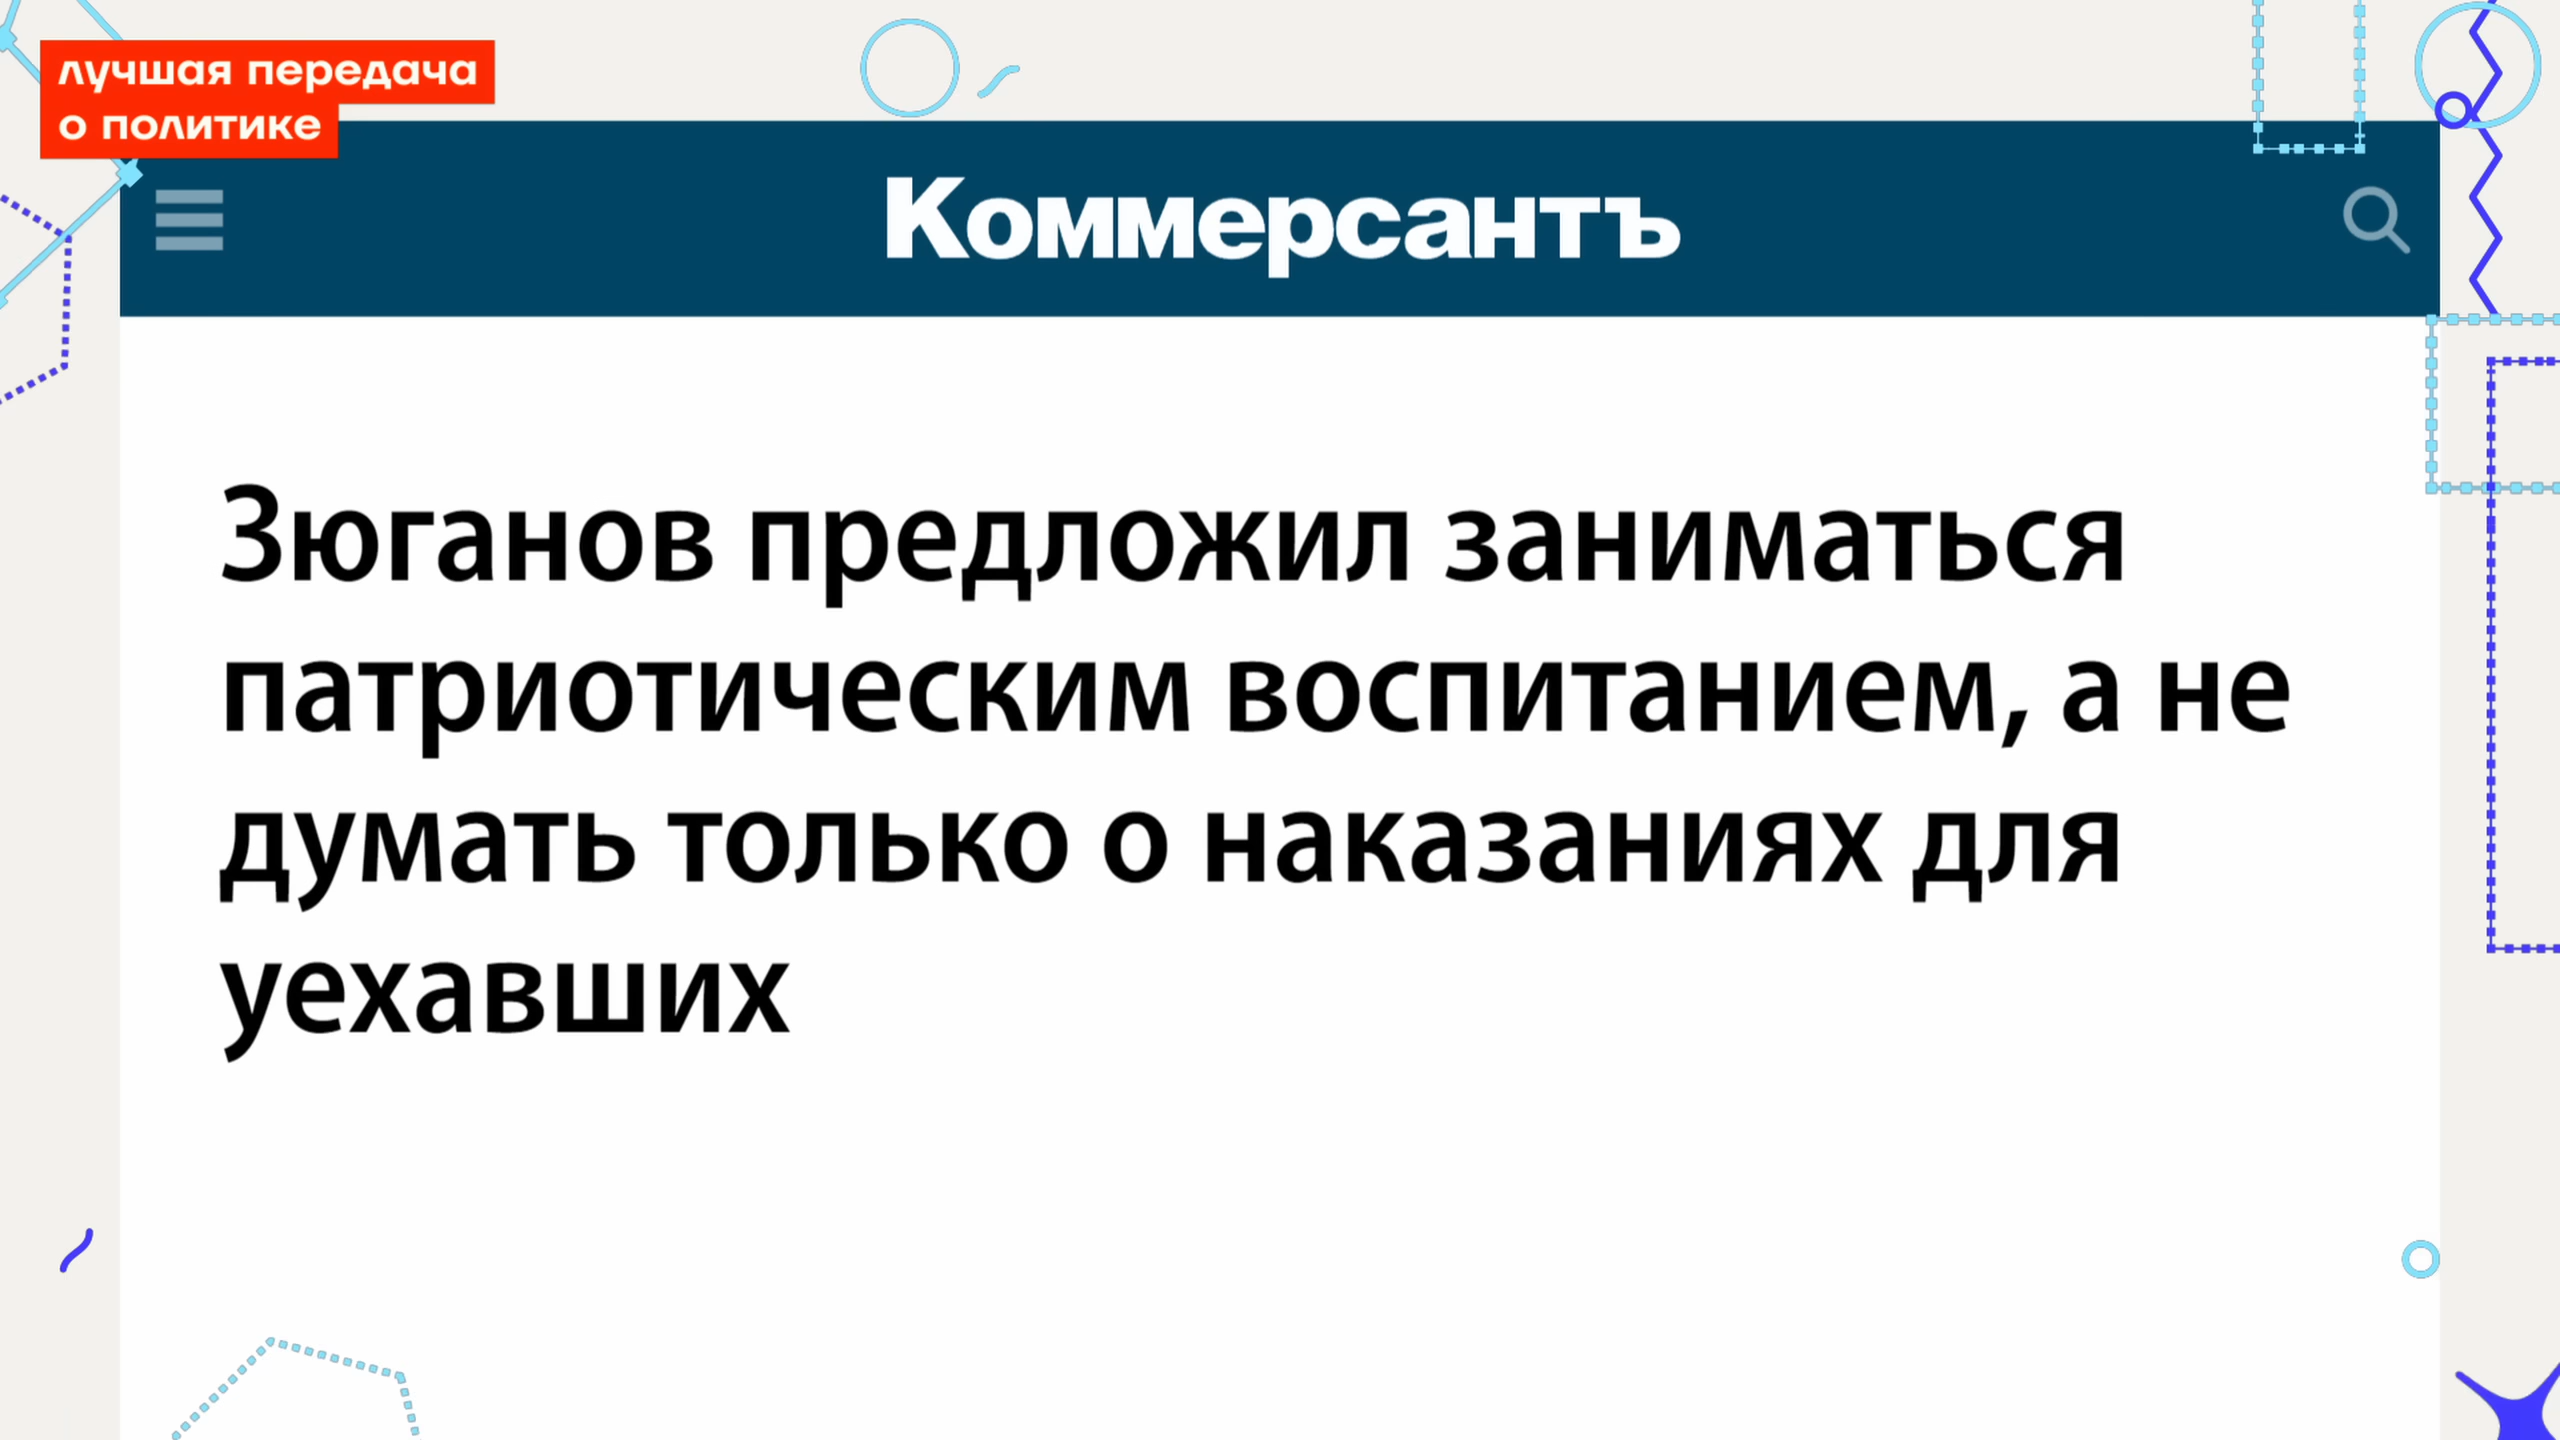 лучшая передача
о политике
Коммерсантъ
Зюганов предложил заниматься
патриотическим воспитанием, а не
думать только о наказаниях для
уехавших